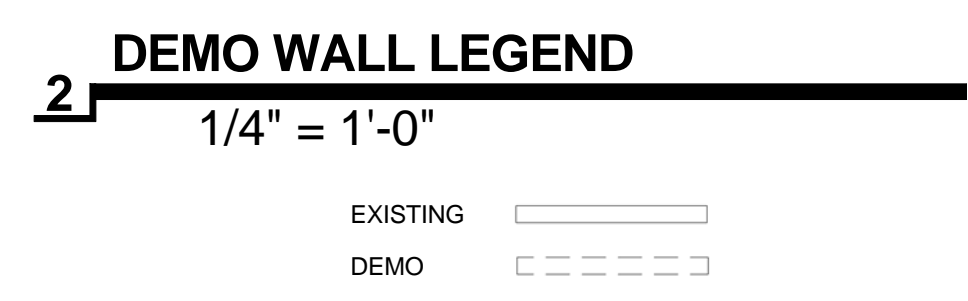 DEMO WALL LEGEND
2
1/4" = 1'-0"
EXISTING
DEMO